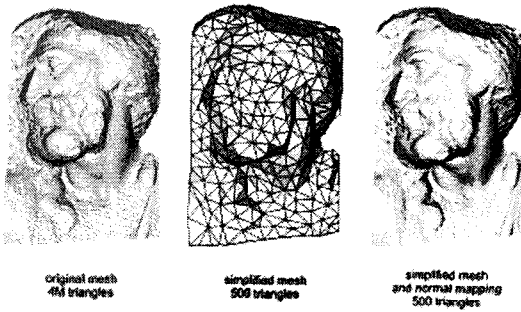 original mesh
4M triangles
simplified mesh
500 triangles
simplified mesh
and normal mapping
500 triangles